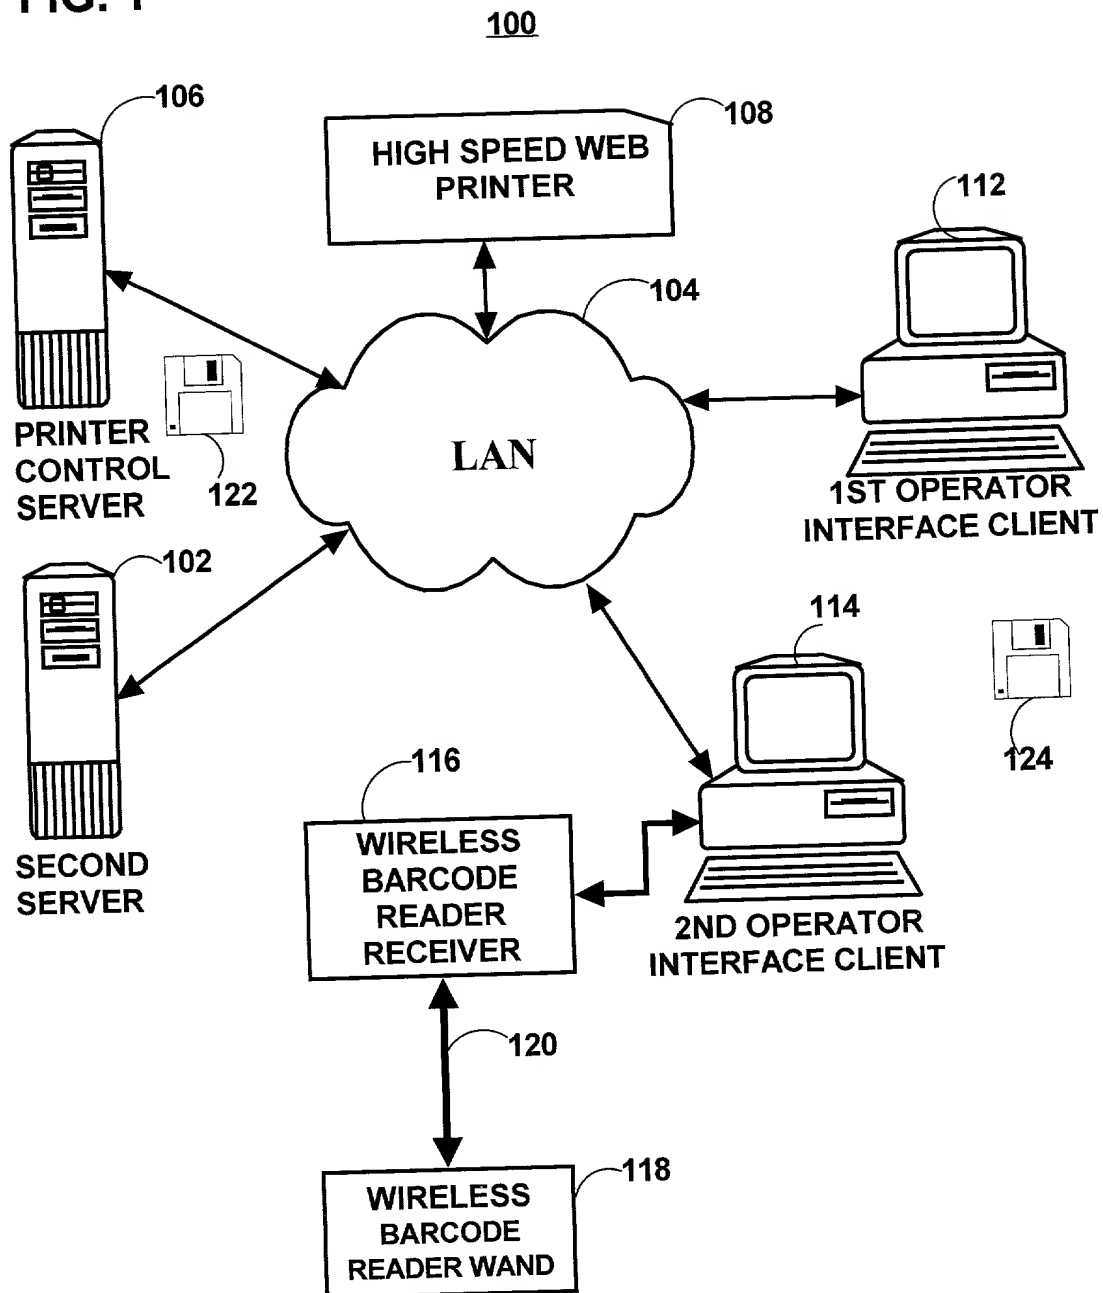 FIG. 1
100
106
108
HIGH SPEED WEB
PRINTER
112
104
PRINTER
CONTROL
SERVER
122
LAN
1ST OPERATOR
INTERFACE CLIENT
102
114
124
116
SECOND
SERVER
WIRELESS
BARCODE
READER
RECEIVER
2ND OPERATOR
INTERFACE CLIENT
120
118
WIRELESS
BARCODE
READER WAND